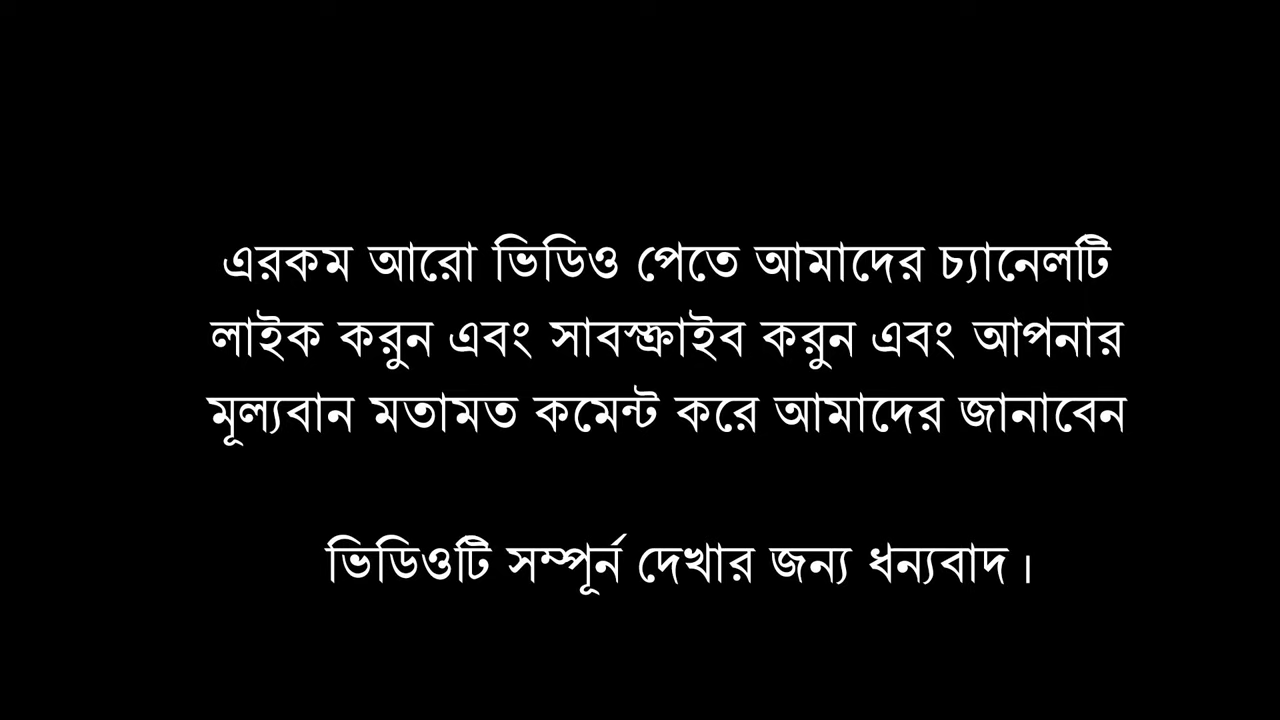 এরকম আরো ভিডিও পেতে আমাদের চ্যানেলটি
লাইক করুন এবং সাবস্ক্রাইব করুন এবং আপনার
মূল্যবান মতামত কমেন্ট করে আমাদের জানাবেন
ভিডিওটি সম্পূর্ন দেখার জন্য ধন্যবাদ।